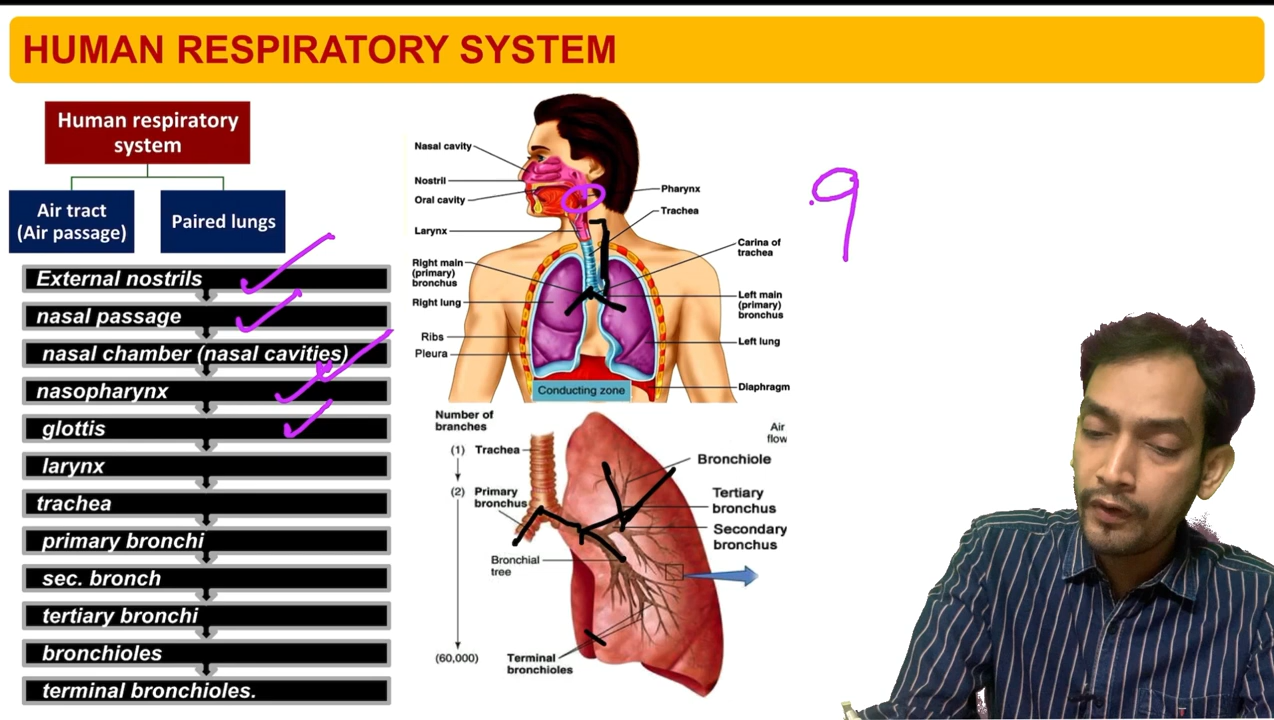 HUMAN RESPIRATORY SYSTEM
Human respiratory
system
Air tract
(Air passage)
Paired lungs
External nostrils
nasal passage
nasal chamber (nasal cavities)
nasopharynx
glottis
larynx
trachea
primary bronchi
sec. bronch
tertiary bronchi
bronchioles
terminal bronchioles.
Nasal cavity
Nostril
Oral cavity
Larynx
Right main
(primary)
bronchus
Right lung
Ribs
Pleura
Pharynx
Trachea
Carina of
trachea
Left main
(primary)
bronchus
Left lung
Diaphragm
Conducting zone
Number of
branches
(1)
Trachea
(2)
Primary
bronchus
Bronchial
tree
(60,000)
Terminal
bronchioles
Air
flow
Bronchiole
Tertiary
bronchus
Secondary
bronchus
9